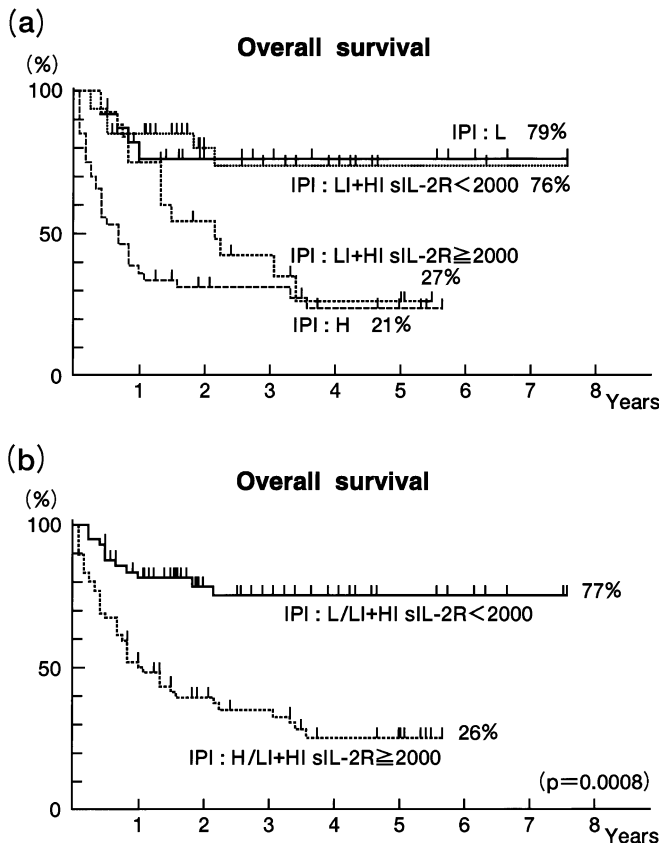 (a)
Overall survival
(%)
100
50
0
IPI : L 79%
IPI : LI+HI sIL-2R<2000 76%
IPI : LI+HI sIL-2R≧2000
27%
IPI : H 21%
1 2 3 4 5 6 7 8
Years
(b)
Overall survival
(%)
100
50
0
77%
IPI : L/LI+HI sIL-2R<2000
26%
IPI : H/LI+HI sIL-2R≧2000
(p=0.0008)
1 2 3 4 5 6 7 8
Years